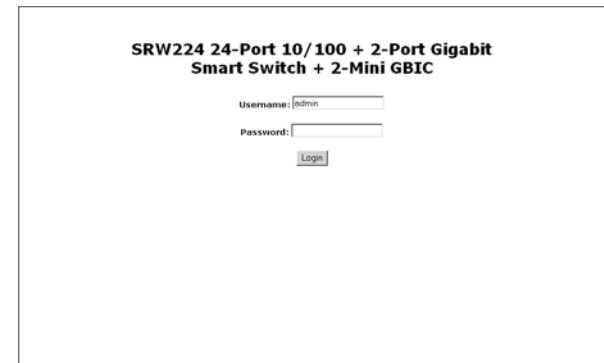 SRW224 24-Port 10/100 + 2-Port Gigabit
Smart Switch + 2-Mini GBIC
Username: admin
Password:
Login